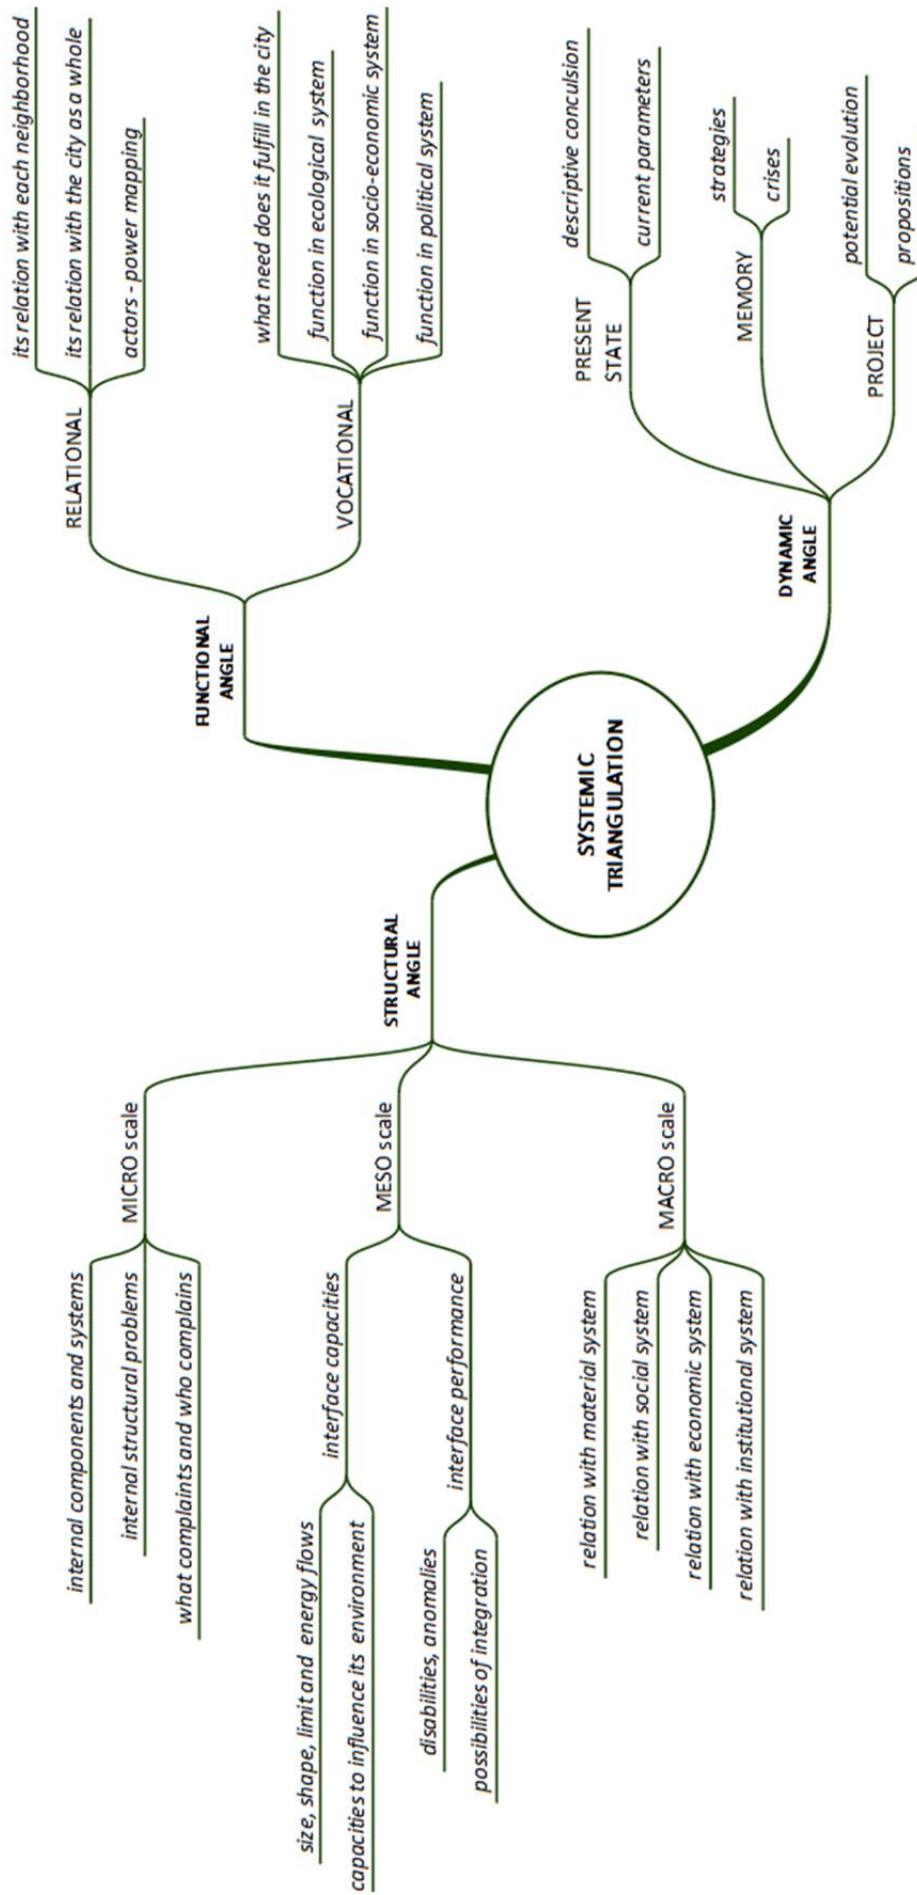 SYSTEMIC
TRIANGULATION
STRUCTURAL
ANGLE
MICRO scale
internal components and systems
internal structural problems
what complaints and who complains
MESO scale
interface capacities
size, shape, limit and energy flows
capacities to influence its environment
interface performance
disabilities, anomalies
possibilities of integration
MACRO scale
relation with material system
relation with social system
relation with economic system
relation with institutional system
FUNCTIONAL
ANGLE
RELATIONAL
its relation with each neighborhood
its relation with the city as a whole
actors - power mapping
VOCATIONAL
what need does it fulfill in the city
function in ecological system
function in socio-economic system
function in political system
DYNAMIC
ANGLE
PRESENT
STATE
descriptive conculsion
current parameters
MEMORY
strategies
crises
PROJECT
potential evolution
propositions